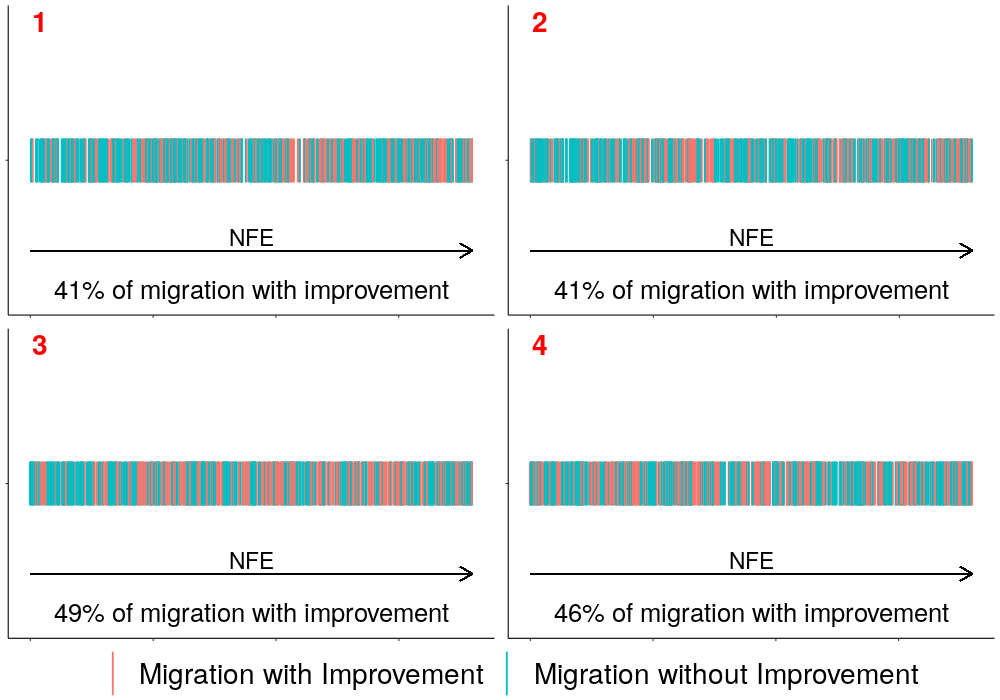 1
NFE
41% of migration with improvement
2
NFE
41% of migration with improvement
3
NFE
49% of migration with improvement
4
NFE
46% of migration with improvement
Migration with Improvement
Migration without Improvement